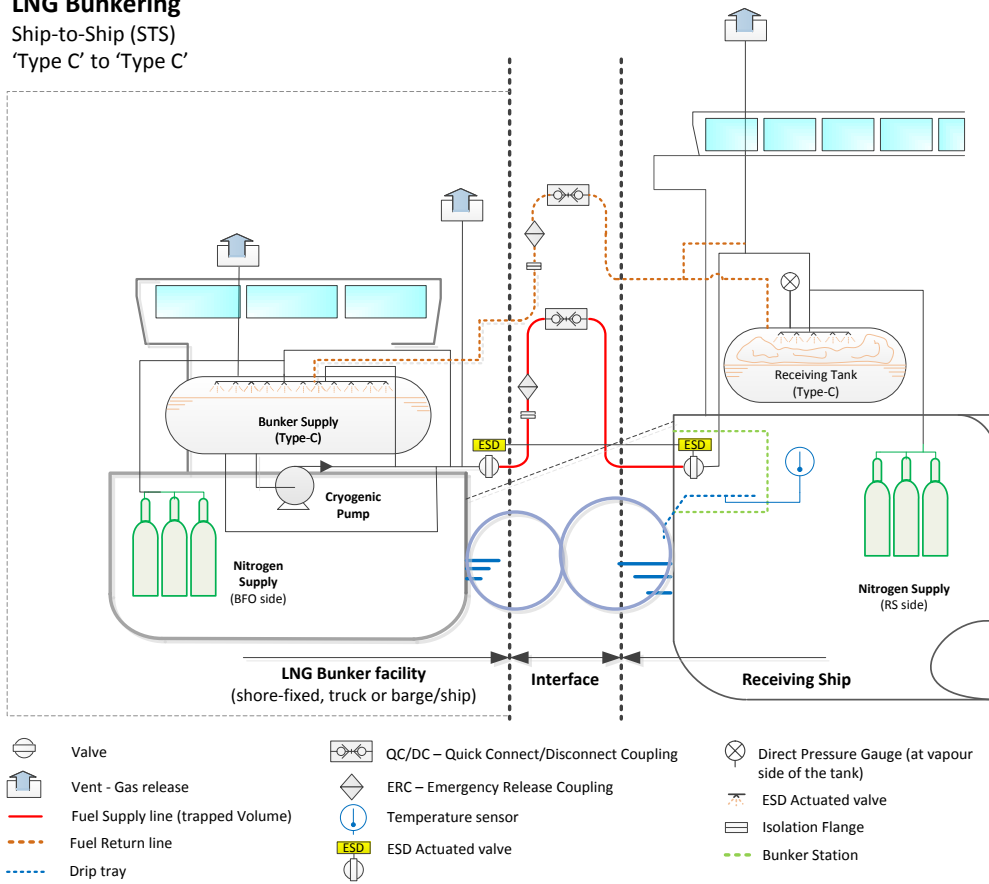 LNG Bunkering
Ship-to-Ship (STS)
‘Type C’ to ‘Type C’
Receiving Tank
(Type-C)
Bunker Supply
(Type-C)
ESD
ESD
Cryogenic
Pump
Nitrogen
Supply
(BFO side)
Nitrogen Supply
(RS side)
LNG Bunker facility
(shore-fixed, truck or barge/ship)
Interface
Receiving Ship
Valve
Vent - Gas release
Fuel Supply line (trapped Volume)
Fuel Return line
Drip tray
QC/DC – Quick Connect/Disconnect Coupling
ERC – Emergency Release Coupling
Temperature sensor
ESD
ESD Actuated valve
Direct Pressure Gauge (at vapour
side of the tank)
ESD Actuated valve
Isolation Flange
Bunker Station